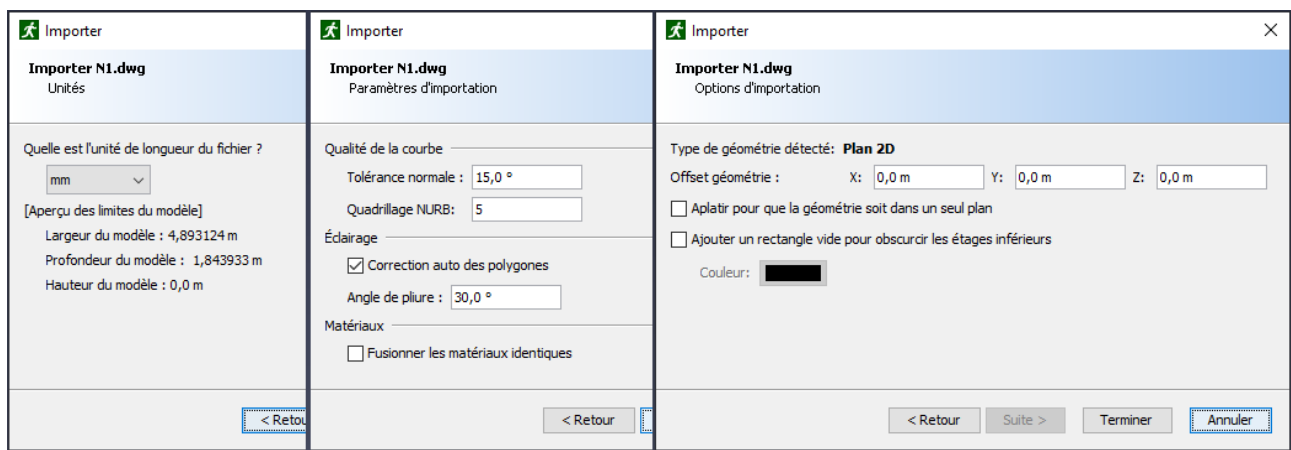 Importer
Importer N1.dwg
Unités
Quelle est l'unité de longueur du fichier ?
mm
[Aperçu des limites du modèle]
Largeur du modèle : 4,893124 m
Profondeur du modèle : 1,843933 m
Hauteur du modèle : 0,0 m
< Retou
Importer
Importer N1.dwg
Paramètres d'importation
Qualité de la courbe
Tolérance normale : 15,0 °
Quadrillage NURB: 5
Éclairage
Correction auto des polygones
Angle de pliure : 30,0 °
Matériaux
Fusionner les matériaux identiques
< Retour
Importer
Importer N1.dwg
Options d'importation
Type de géométrie détecté: Plan 2D
Offset géométrie : X: 0,0 m Y: 0,0 m Z: 0,0 m
Aplatir pour que la géométrie soit dans un seul plan
Ajouter un rectangle vide pour obscurcir les étages inférieurs
Couleur:
< Retour Suite > Terminer Annuler